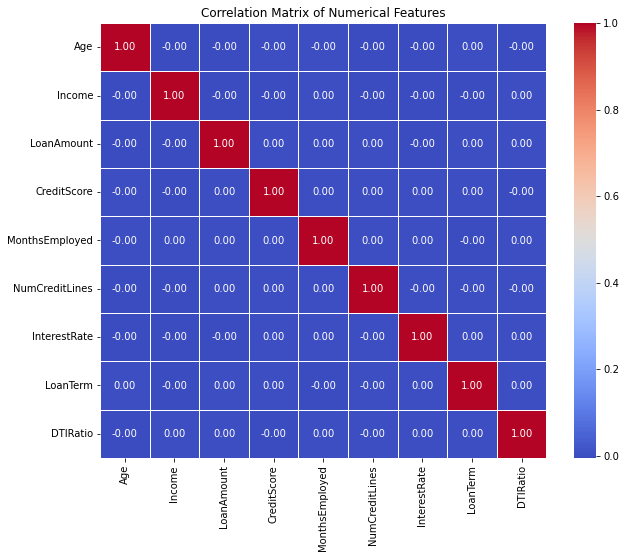 Correlation Matrix of Numerical Features
Age 1.00 -0.00 -0.00 -0.00 -0.00 -0.00 -0.00 0.00 -0.00
Income -0.00 1.00 -0.00 -0.00 0.00 -0.00 -0.00 -0.00 0.00
LoanAmount -0.00 -0.00 1.00 0.00 0.00 0.00 -0.00 0.00 0.00
CreditScore -0.00 -0.00 0.00 1.00 0.00 0.00 0.00 0.00 -0.00
MonthsEmployed -0.00 0.00 0.00 0.00 1.00 0.00 0.00 -0.00 0.00
NumCreditLines -0.00 -0.00 0.00 0.00 0.00 1.00 -0.00 -0.00 -0.00
InterestRate -0.00 -0.00 -0.00 0.00 0.00 -0.00 1.00 0.00 0.00
LoanTerm 0.00 -0.00 0.00 0.00 -0.00 -0.00 0.00 1.00 0.00
DTIRatio -0.00 0.00 0.00 -0.00 0.00 -0.00 0.00 0.00 1.00
Age Income LoanAmount CreditScore MonthsEmployed NumCreditLines InterestRate LoanTerm DTIRatio
1.0
0.8
0.6
0.4
0.2
0.0